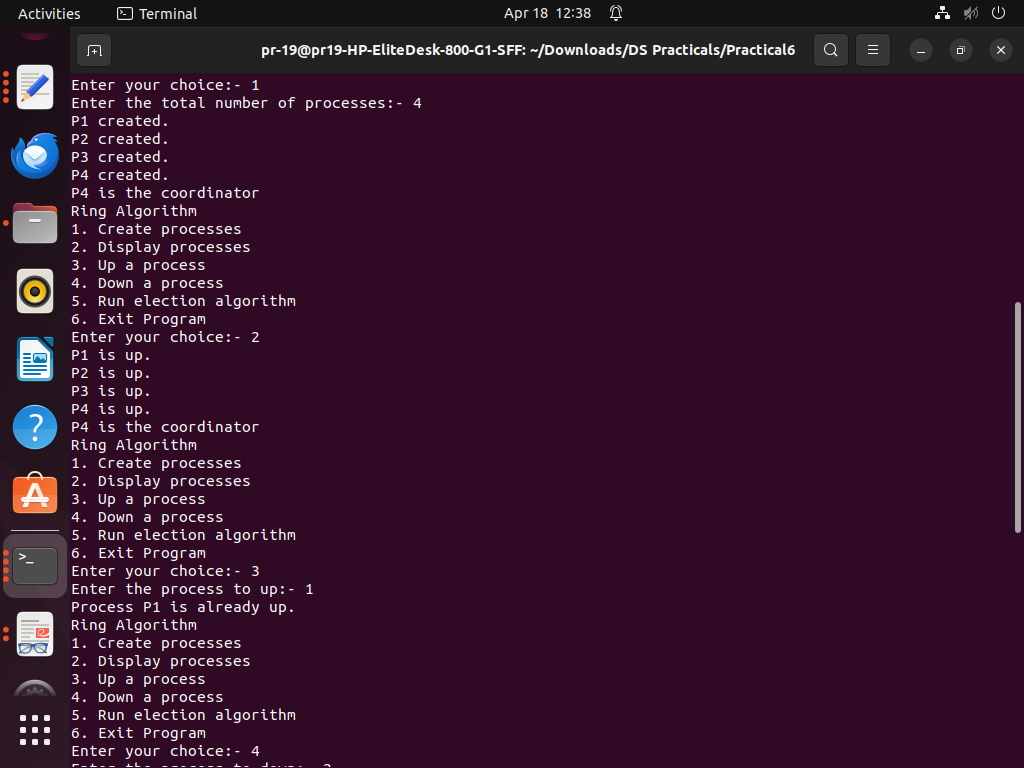 Activities
Terminal
Apr 18 12:38
pr-19@pr19-HP-EliteDesk-800-G1-SFF: ~/Downloads/DS Practicals/Practical6
Enter your choice:- 1
Enter the total number of processes:- 4
P1 created.
P2 created.
P3 created.
P4 created.
P4 is the coordinator
Ring Algorithm
1. Create processes
2. Display processes
3. Up a process
4. Down a process
5. Run election algorithm
6. Exit Program
Enter your choice:- 2
P1 is up.
P2 is up.
P3 is up.
P4 is up.
P4 is the coordinator
Ring Algorithm
1. Create processes
2. Display processes
3. Up a process
4. Down a process
5. Run election algorithm
6. Exit Program
Enter your choice:- 3
Enter the process to up:- 1
Process P1 is already up.
Ring Algorithm
1. Create processes
2. Display processes
3. Up a process
4. Down a process
5. Run election algorithm
6. Exit Program
Enter your choice:- 4
Enter the process to down:-